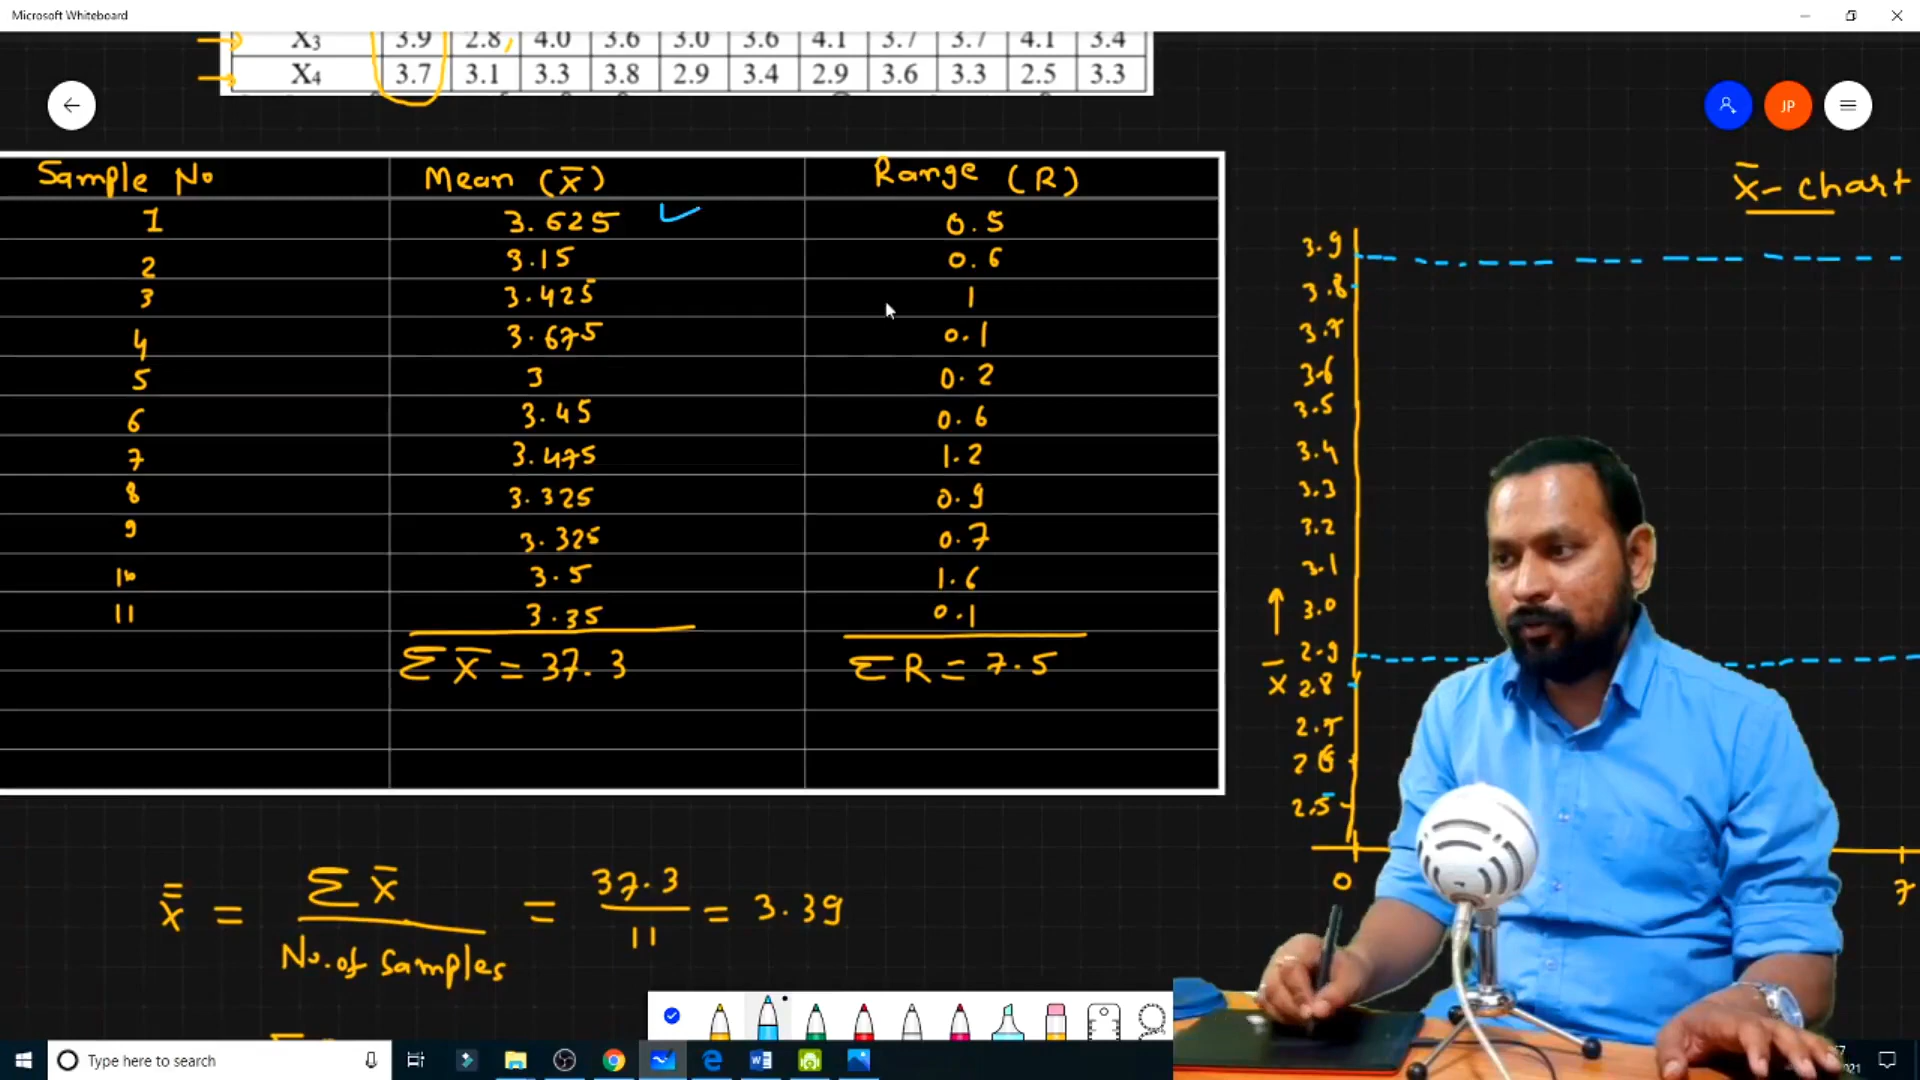 Microsoft Whiteboard
X3 3.9 2.8 4.0 3.6 3.0 3.6 4.1 3.7 3.7 4.1 3.4
X4 3.7 3.1 3.3 3.8 2.9 3.4 2.9 3.6 3.3 2.5 3.3
JP
Sample No Mean (x̄) Range (R)
1 3.625 0.5
2 3.15 0.6
3 3.425 1
4 3.675 0.1
5 3 0.2
6 3.45 0.6
7 3.475 1.2
8 3.325 0.9
9 3.325 0.7
10 3.5 1.6
11 3.35 0.1
Σx̄ = 37.3 ΣR = 7.5
x̿ = Σx̄ / No. of Samples = 37.3 / 11 = 3.39
x̄ - chart
3.9
3.8
3.7
3.6
3.5
3.4
3.3
3.2
3.1
3.0
2.9
x̄ 2.8
2.7
2.6
2.5
0 7
Type here to search